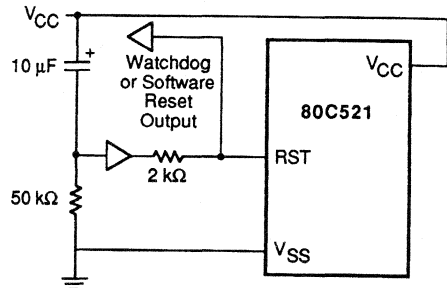 VCC
10 µF
+
Watchdog
or Software
Reset
Output
VCC
80C521
RST
2 kΩ
50 kΩ
VSS